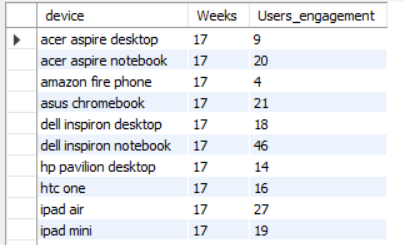 device Weeks Users_engagement
acer aspire desktop 17 9
acer aspire notebook 17 20
amazon fire phone 17 4
asus chromebook 17 21
dell inspiron desktop 17 18
dell inspiron notebook 17 46
hp pavilion desktop 17 14
htc one 17 16
ipad air 17 27
ipad mini 17 19